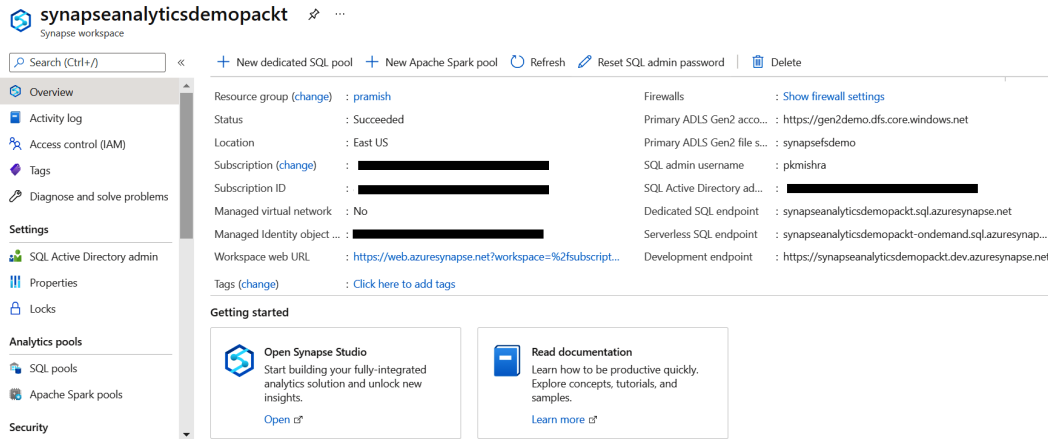 synapseanalyticsdemopackt ...
Synapse workspace
Search (Ctrl+/) «
Overview
Activity log
Access control (IAM)
Tags
Diagnose and solve problems
Settings
SQL Active Directory admin
Properties
Locks
Analytics pools
SQL pools
Apache Spark pools
Security
New dedicated SQL pool New Apache Spark pool Refresh Reset SQL admin password Delete
Resource group (change) : pramish
Status : Succeeded
Location : East US
Subscription (change) :
Subscription ID :
Managed virtual network : No
Managed Identity object ... :
Workspace web URL : https://web.azuresynapse.net?workspace=%2fsubscript...
Tags (change) : Click here to add tags
Firewalls : Show firewall settings
Primary ADLS Gen2 acco... : https://gen2demo.dfs.core.windows.net
Primary ADLS Gen2 file s... : synapsefsdemo
SQL admin username : pkmishra
SQL Active Directory ad... :
Dedicated SQL endpoint : synapseanalyticsdemopackt.sql.azuresynapse.net
Serverless SQL endpoint : synapseanalyticsdemopackt-ondemand.sql.azuresynap...
Development endpoint : https://synapseanalyticsdemopackt.dev.azuresynapse.net
Getting started
Open Synapse Studio
Start building your fully-integrated
analytics solution and unlock new
insights.
Open
Read documentation
Learn how to be productive quickly.
Explore concepts, tutorials, and
samples.
Learn more